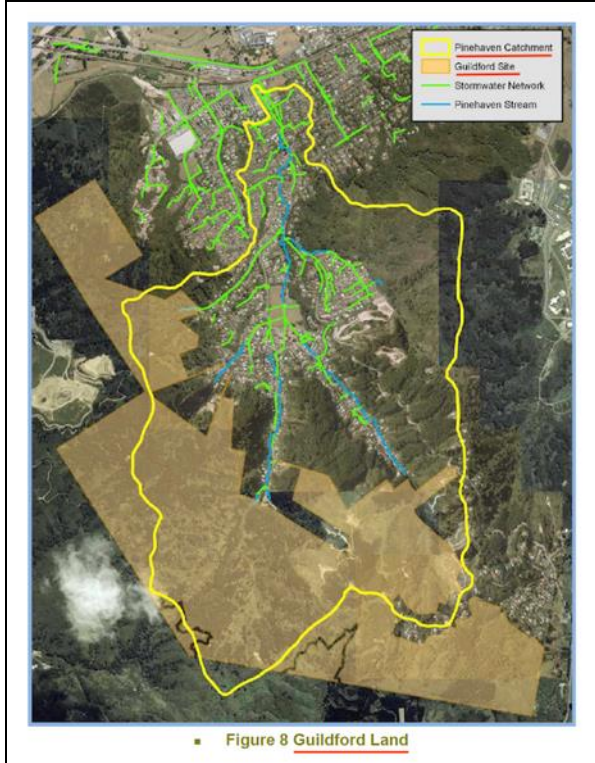 Pinehaven Catchment
Guildford Site
Stormwater Network
Pinehaven Stream
Figure 8 Guildford Land